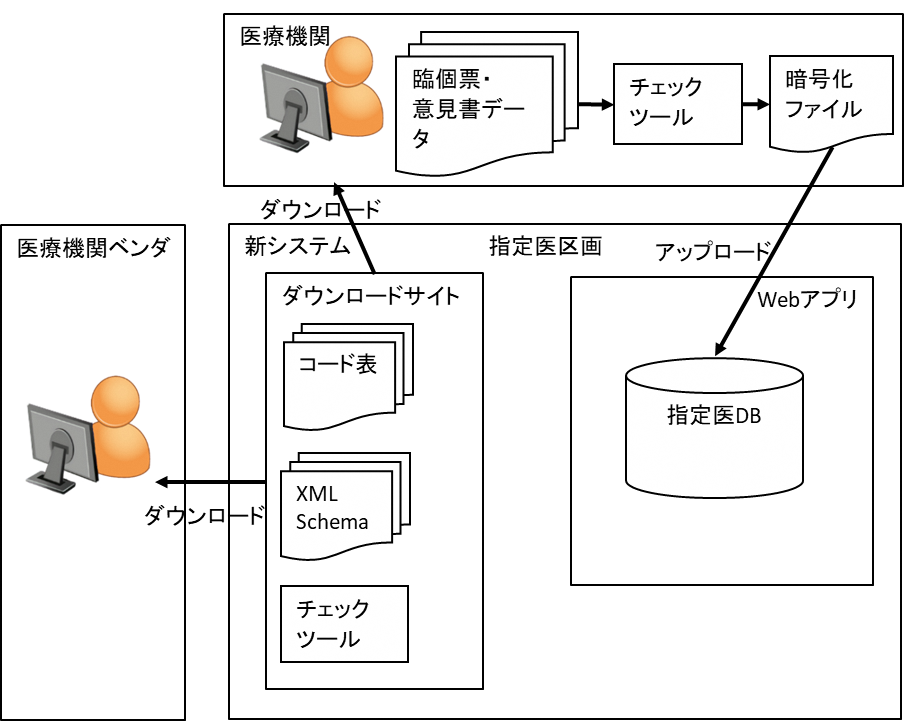 医療機関
臨個票・
意見書デー
タ
チェック
ツール
暗号化
ファイル
ダウンロード
アップロード
医療機関ベンダ
新システム
指定医区画
ダウンロードサイト
コード表
XML
Schema
チェック
ツール
ダウンロード
Webアプリ
指定医DB